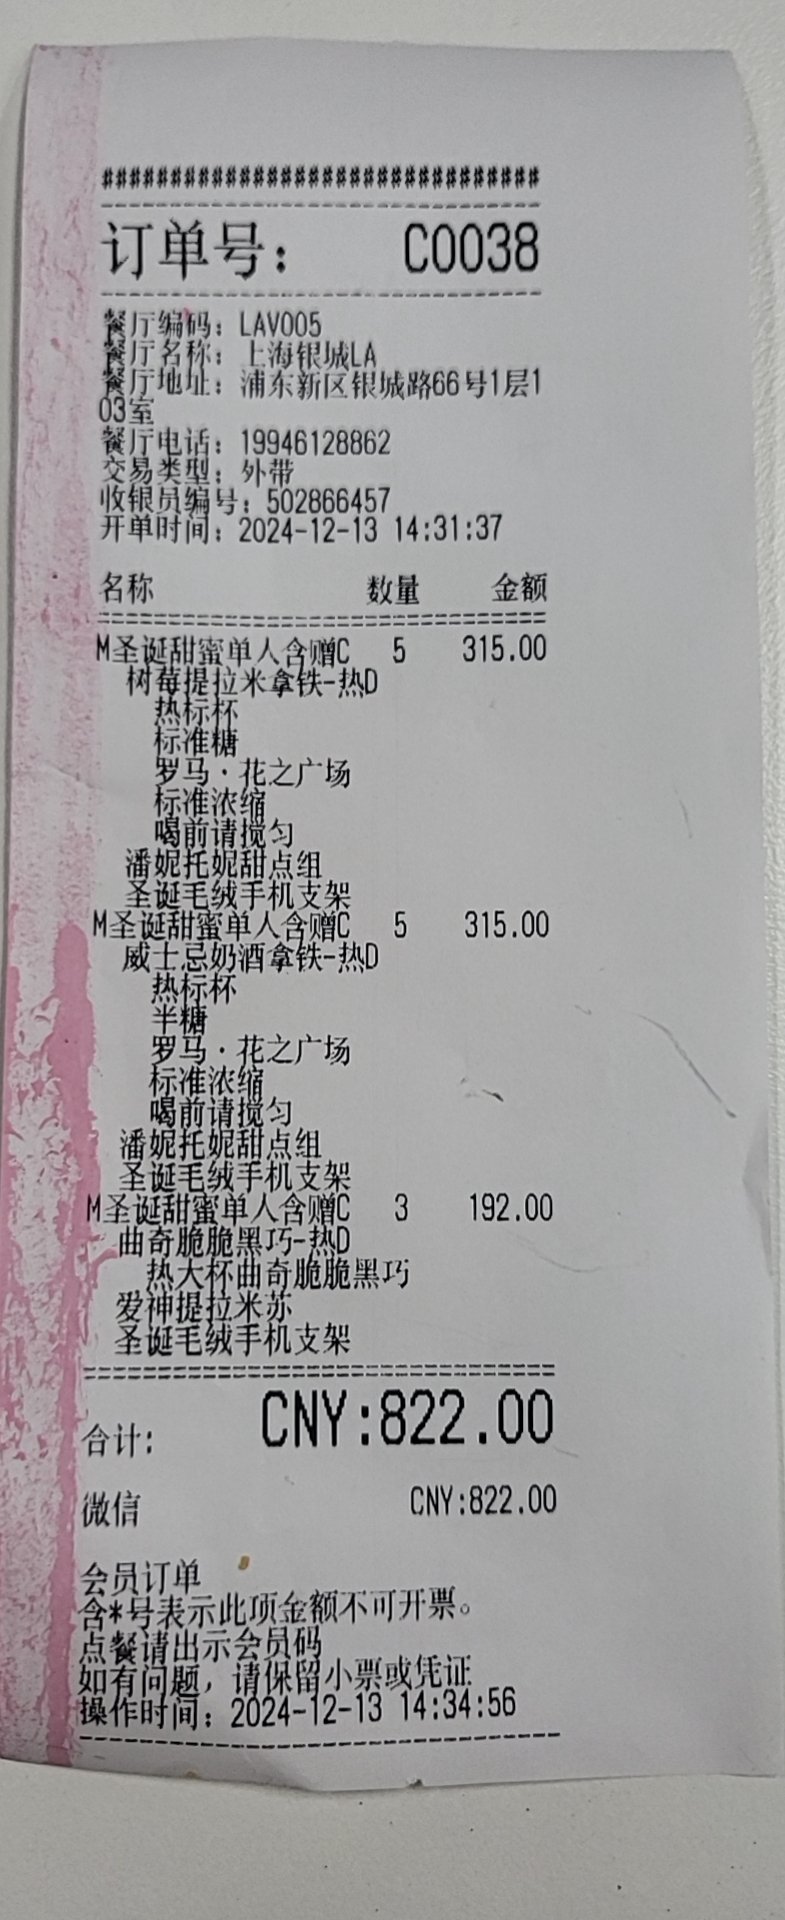 ################################
订单号： C0038
餐厅编码：LAV005
餐厅名称：上海银城LA
餐厅地址：浦东新区银城路66号1层1
03室
餐厅电话：19946128862
交易类型：外带
收银员编号：502866457
开单时间：2024-12-13 14:31:37
名称 数量 金额
M圣诞甜蜜单人含赠C 5 315.00
树莓提拉米拿铁-热D
热标杯
标准糖
罗马·花之广场
标准浓缩
喝前请搅匀
潘妮托妮甜点组
圣诞毛绒手机支架
M圣诞甜蜜单人含赠C 5 315.00
威士忌奶酒拿铁-热D
热标杯
半糖
罗马·花之广场
标准浓缩
喝前请搅匀
潘妮托妮甜点组
圣诞毛绒手机支架
M圣诞甜蜜单人含赠C 3 192.00
曲奇脆脆黑巧-热D
热大杯曲奇脆脆黑巧
爱神提拉米苏
圣诞毛绒手机支架
合计: CNY:822.00
微信 CNY:822.00
会员订单
含*号表示此项金额不可开票。
点餐请出示会员码
如有问题，请保留小票或凭证
操作时间：2024-12-13 14:34:56